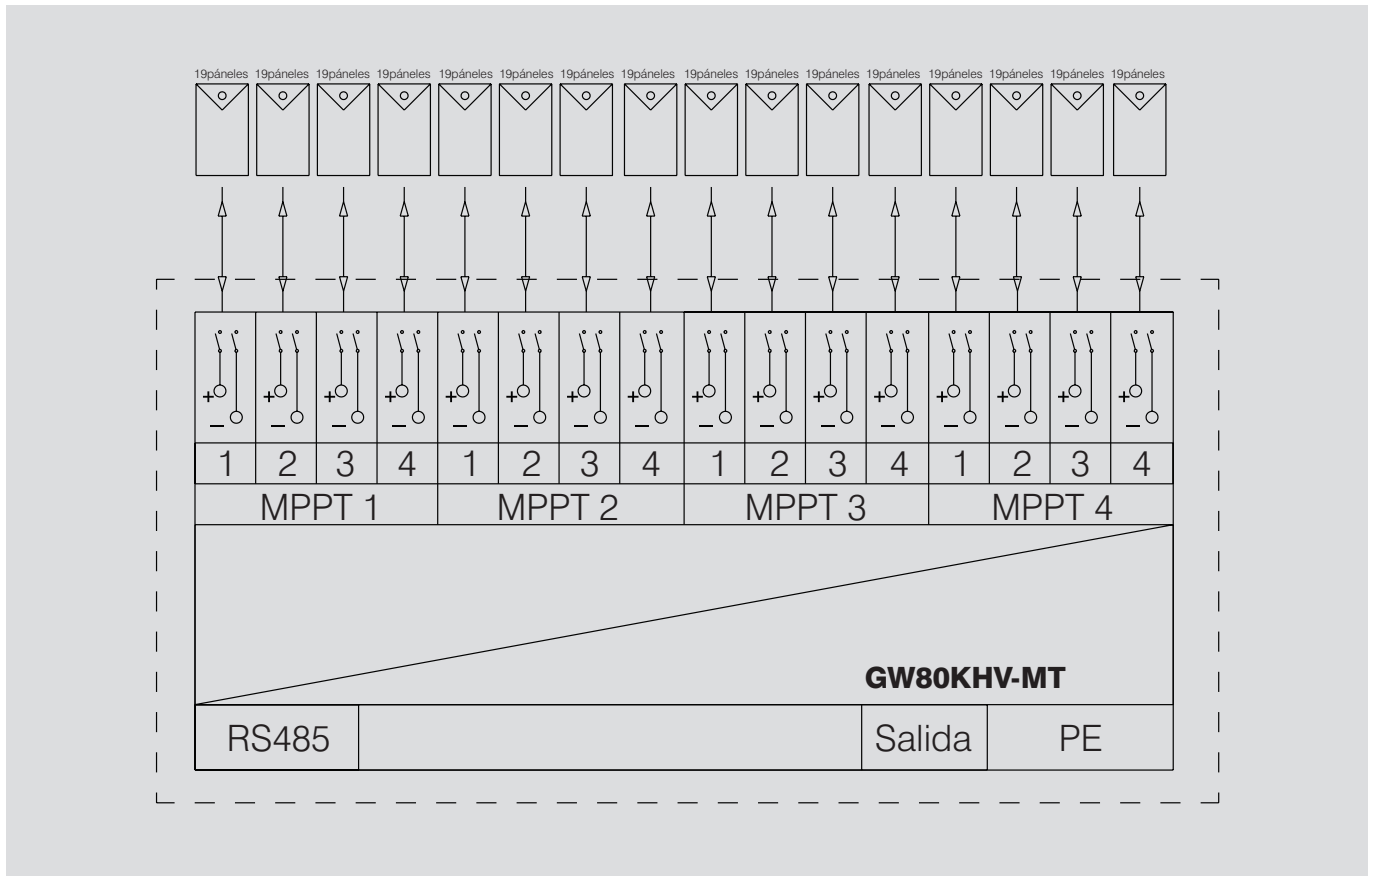 19páneles 19páneles 19páneles 19páneles 19páneles 19páneles 19páneles 19páneles 19páneles 19páneles 19páneles 19páneles 19páneles 19páneles 19páneles 19páneles
+ + + + + + + + + + + + + + + +
− − − − − − − − − − − − − − − −
1 2 3 4 1 2 3 4 1 2 3 4 1 2 3 4
MPPT 1 MPPT 2 MPPT 3 MPPT 4
GW80KHV-MT
RS485 Salida PE